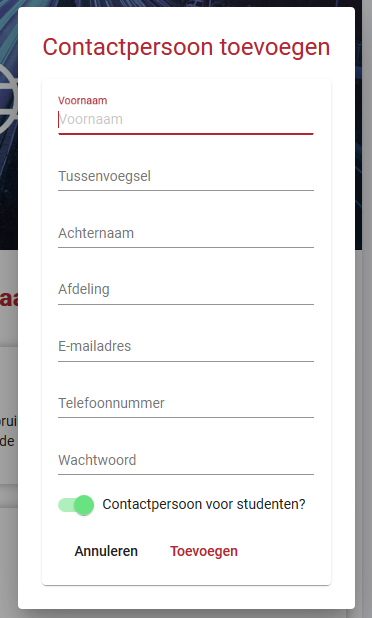 Contactpersoon toevoegen
Voornaam
Voornaam
Tussenvoegsel
Achternaam
Afdeling
E-mailadres
Telefoonnummer
Wachtwoord
Contactpersoon voor studenten?
Annuleren Toevoegen